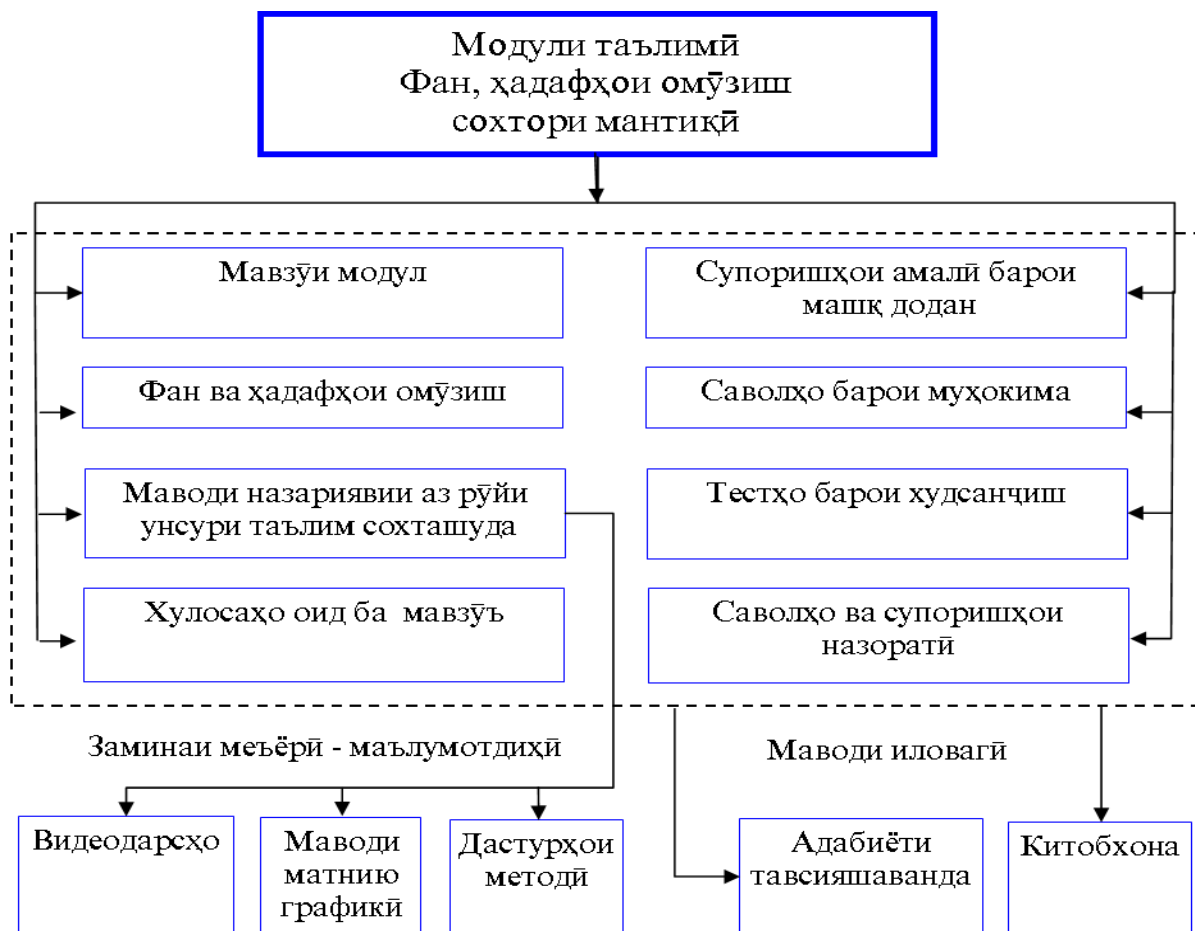 Модули таълимӣ
Фан, ҳадафҳои омӯзиш
сохтори мантиқӣ
Мавзӯи модул
Фан ва ҳадафҳои омӯзиш
Маводи назариявии аз рӯйи
унсури таълим сохташуда
Хулосаҳо оид ба мавзӯъ
Супоришҳои амалӣ барои
машқ додан
Саволҳо барои муҳокима
Тестҳо барои худсанҷиш
Саволҳо ва супоришҳои
назоратӣ
Заминаи меъёрӣ - маълумотдиҳӣ
Видеодарсҳо
Маводи
матнию
графикӣ
Дастурҳои
методӣ
Маводи иловагӣ
Адабиёти
тавсияшаванда
Китобхона